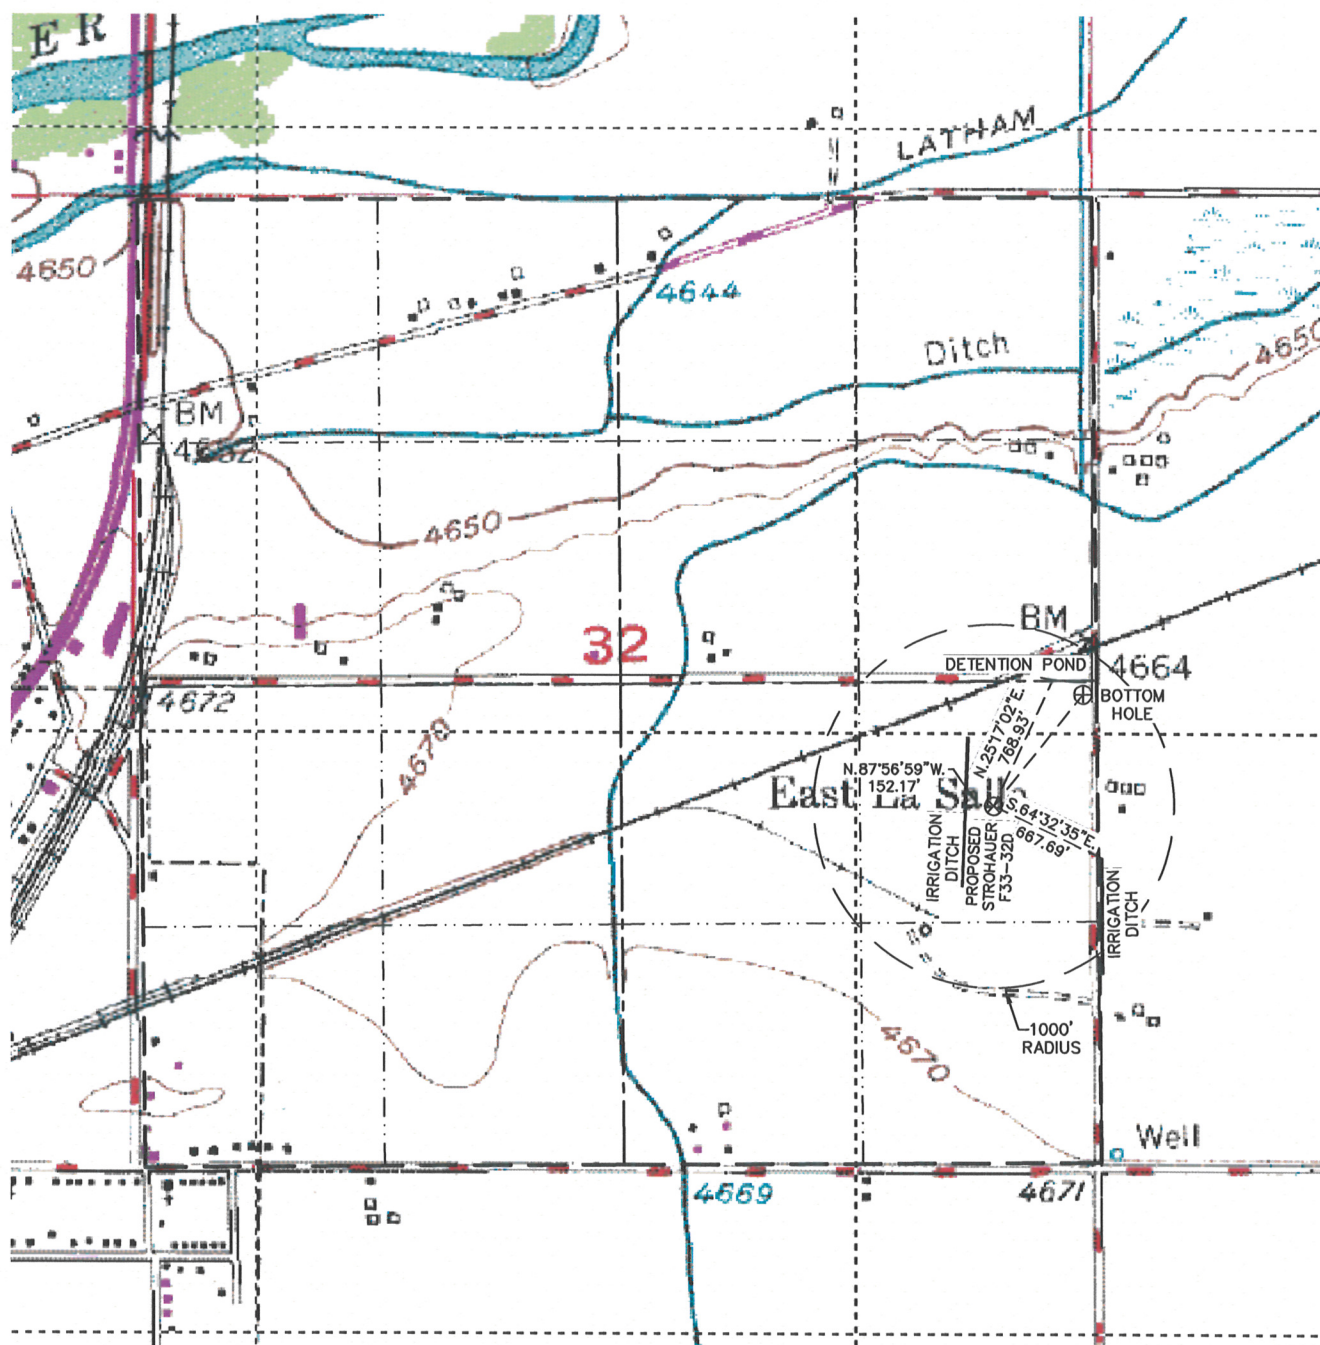 ER
LATHAM
4650
4644
Ditch
4650
BM
4652
4650
BM
32
DETENTION POND
4664
4672
BOTTOM
HOLE
N.25°17'02"E.
768.93'
4670
N.87°56'59"W.
152.17'
East La Salle
S.64°32'35"E.
667.69'
IRRIGATION
DITCH
PROPOSED
STROHAUER
F33-32D
IRRIGATION
DITCH
1000'
RADIUS
4670
Well
4669
4671